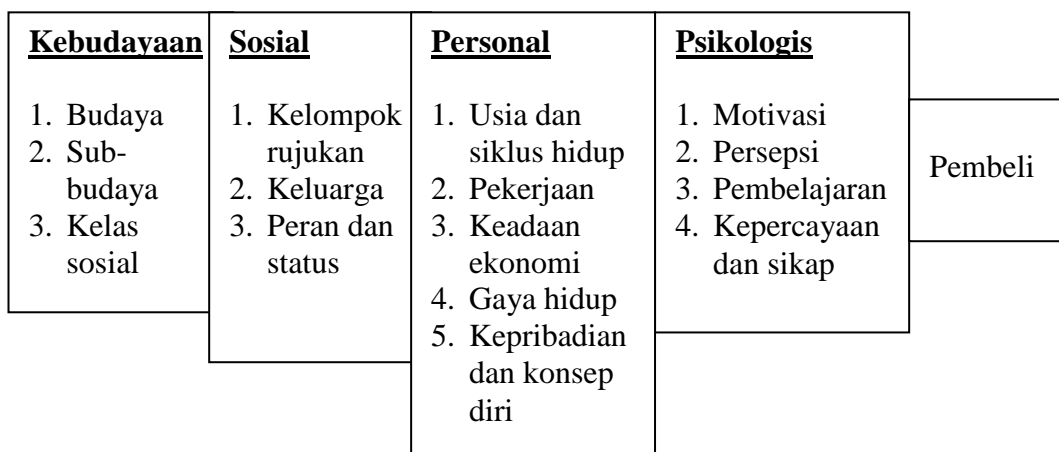 Kebudayaan
1. Budaya
2. Sub-
budaya
3. Kelas
sosial
Sosial
1. Kelompok
rujukan
2. Keluarga
3. Peran dan
status
Personal
1. Usia dan
siklus hidup
2. Pekerjaan
3. Keadaan
ekonomi
4. Gaya hidup
5. Kepribadian
dan konsep
diri
Psikologis
1. Motivasi
2. Persepsi
3. Pembelajaran
4. Kepercayaan
dan sikap
Pembeli